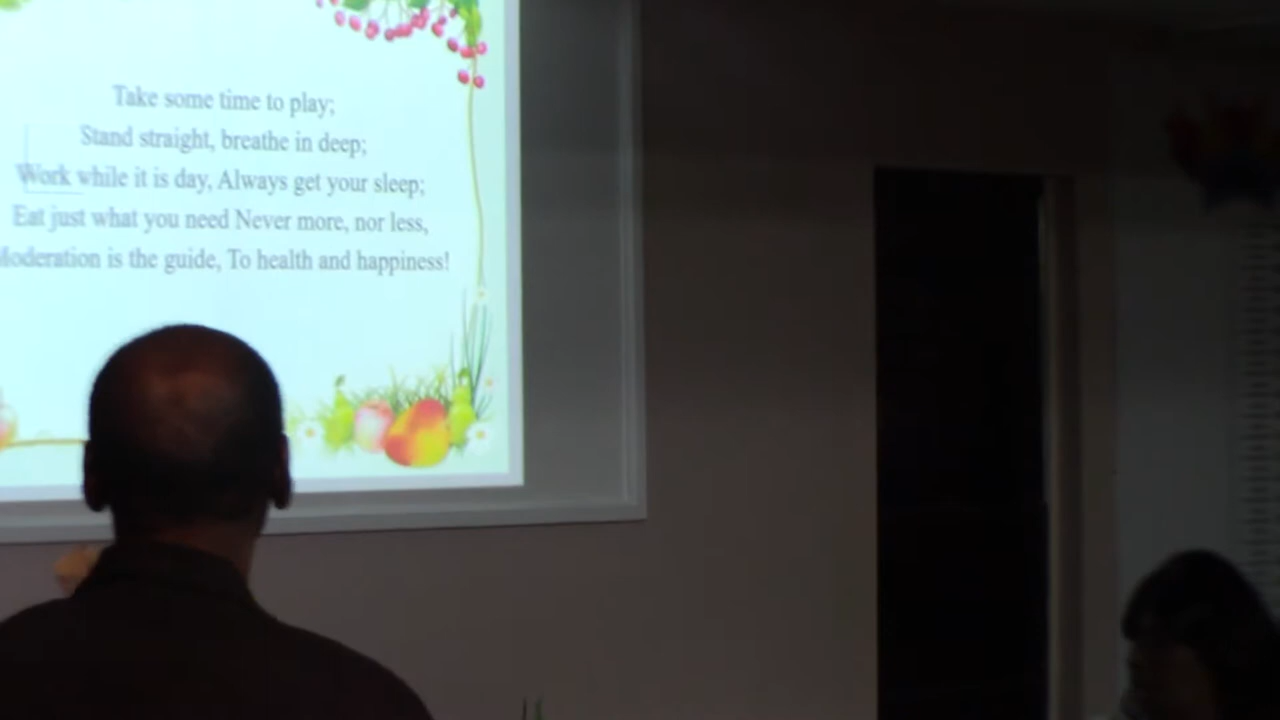 Take some time to play;
Stand straight, breathe in deep;
Work while it is day, Always get your sleep;
Eat just what you need Never more, nor less,
Moderation is the guide, To health and happiness!